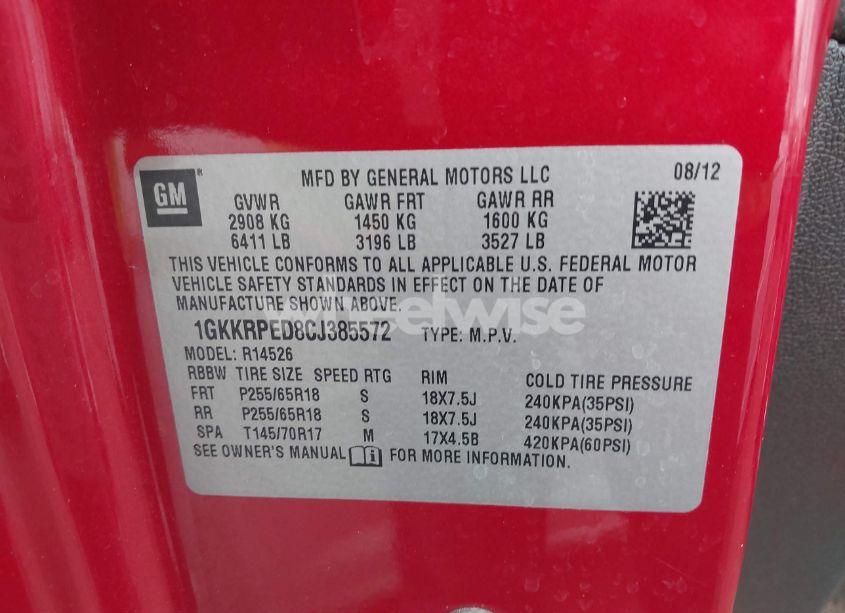 GM
MFD BY GENERAL MOTORS LLC 08/12
GVWR GAWR FRT GAWR RR
2908 KG 1450 KG 1600 KG
6411 LB 3196 LB 3527 LB
THIS VEHICLE CONFORMS TO ALL APPLICABLE U.S. FEDERAL MOTOR
VEHICLE SAFETY STANDARDS IN EFFECT ON THE DATE OF
MANUFACTURE SHOWN ABOVE.
wheelwise
1GKKRPED8CJ385572 TYPE: M.P.V.
MODEL: R14526
RBBW TIRE SIZE SPEED RTG RIM COLD TIRE PRESSURE
FRT P255/65R18 S 18X7.5J 240KPA(35PSI)
RR P255/65R18 S 18X7.5J 240KPA(35PSI)
SPA T145/70R17 M 17X4.5B 420KPA(60PSI)
SEE OWNER'S MANUAL FOR MORE INFORMATION.